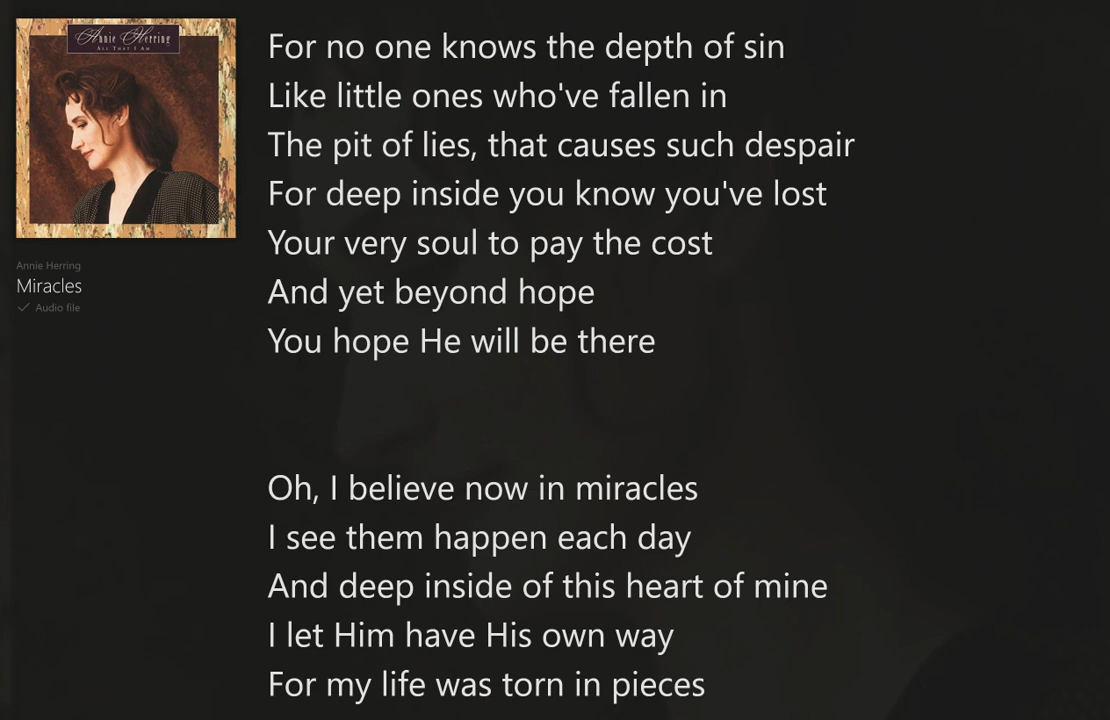 Annie Herring
ALL THAT I AM
Annie Herring
Miracles
Audio file
For no one knows the depth of sin
Like little ones who've fallen in
The pit of lies, that causes such despair
For deep inside you know you've lost
Your very soul to pay the cost
And yet beyond hope
You hope He will be there
Oh, I believe now in miracles
I see them happen each day
And deep inside of this heart of mine
I let Him have His own way
For my life was torn in pieces